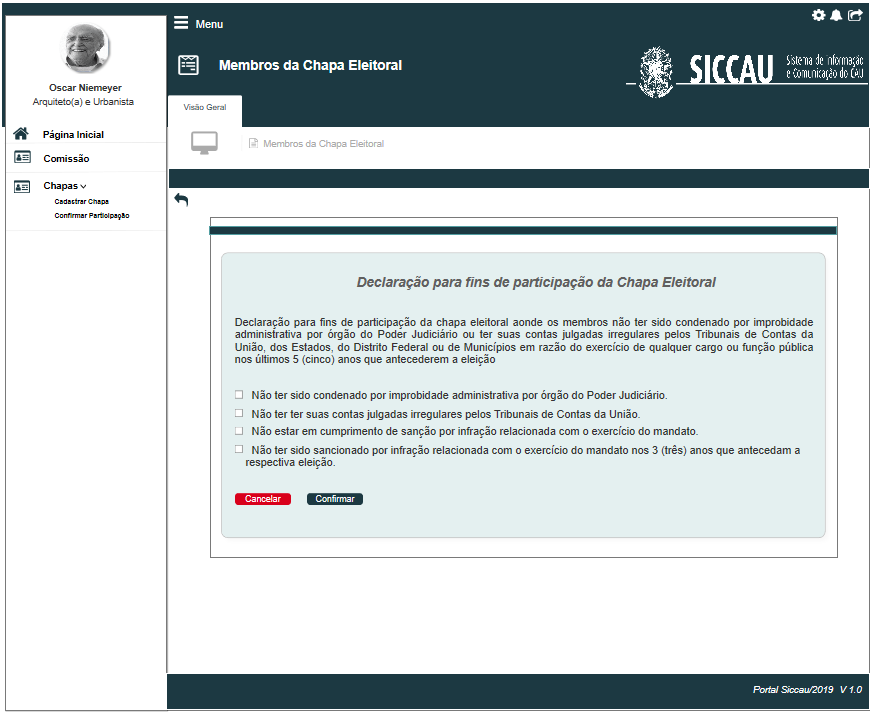 Menu
Membros da Chapa Eleitoral
SICCAU
Sistema de Informação
e Comunicação do CAU
Oscar Niemeyer
Arquiteto(a) e Urbanista
Visão Geral
Página Inicial
Membros da Chapa Eleitoral
Comissão
Chapas
Cadastrar Chapa
Confirmar Participação
Declaração para fins de participação da Chapa Eleitoral
Declaração para fins de participação da chapa eleitoral aonde os membros não ter sido condenado por improbidade
administrativa por órgão do Poder Judiciário ou ter suas contas julgadas irregulares pelos Tribunais de Contas da
União, dos Estados, do Distrito Federal ou de Municípios em razão do exercício de qualquer cargo ou função pública
nos últimos 5 (cinco) anos que antecederem a eleição
Não ter sido condenado por improbidade administrativa por órgão do Poder Judiciário.
Não ter ter suas contas julgadas irregulares pelos Tribunais de Contas da União.
Não estar em cumprimento de sanção por infração relacionada com o exercício do mandato.
Não ter sido sancionado por infração relacionada com o exercício do mandato nos 3 (três) anos que antecedam a
respectiva eleição.
Cancelar
Confirmar
Portal Siccau/2019 V 1.0